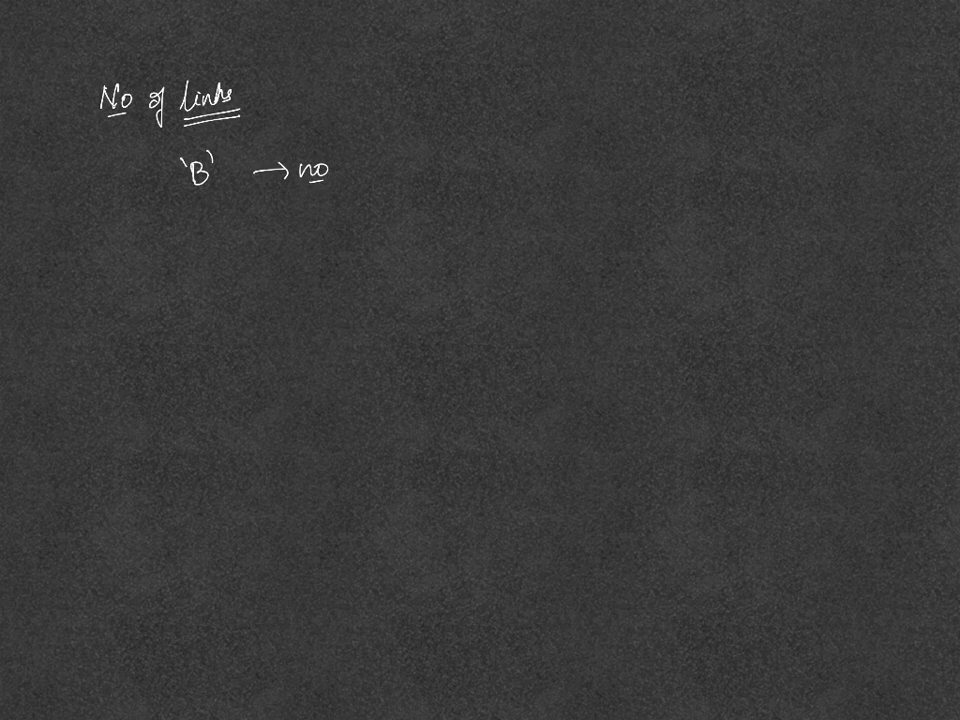 No of links
'B' → no